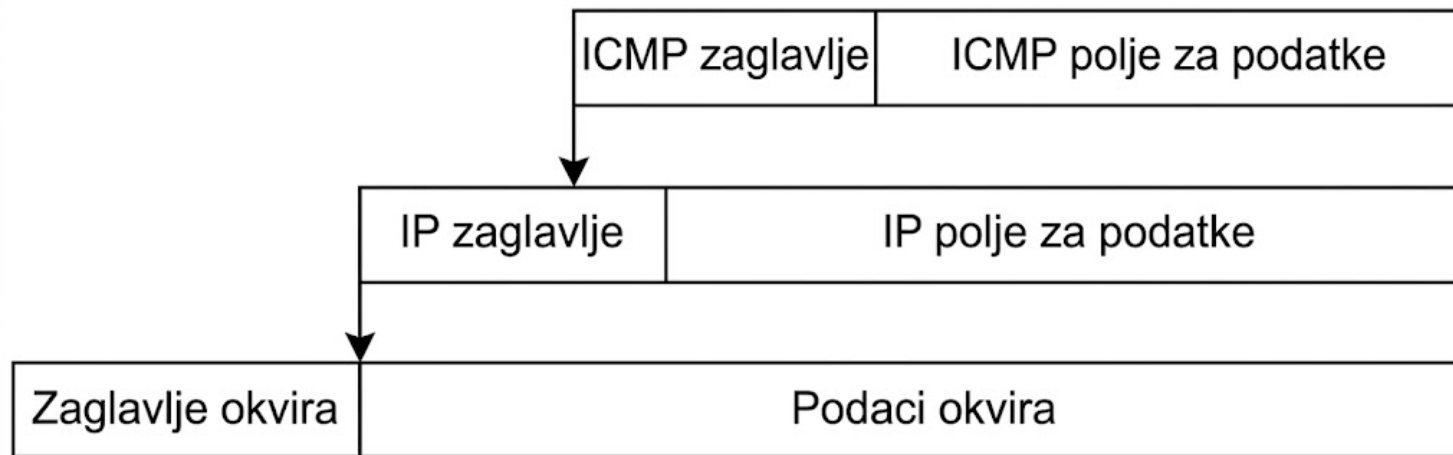 ICMP zaglavlje ICMP polje za podatke
IP zaglavlje IP polje za podatke
Zaglavlje okvira Podaci okvira